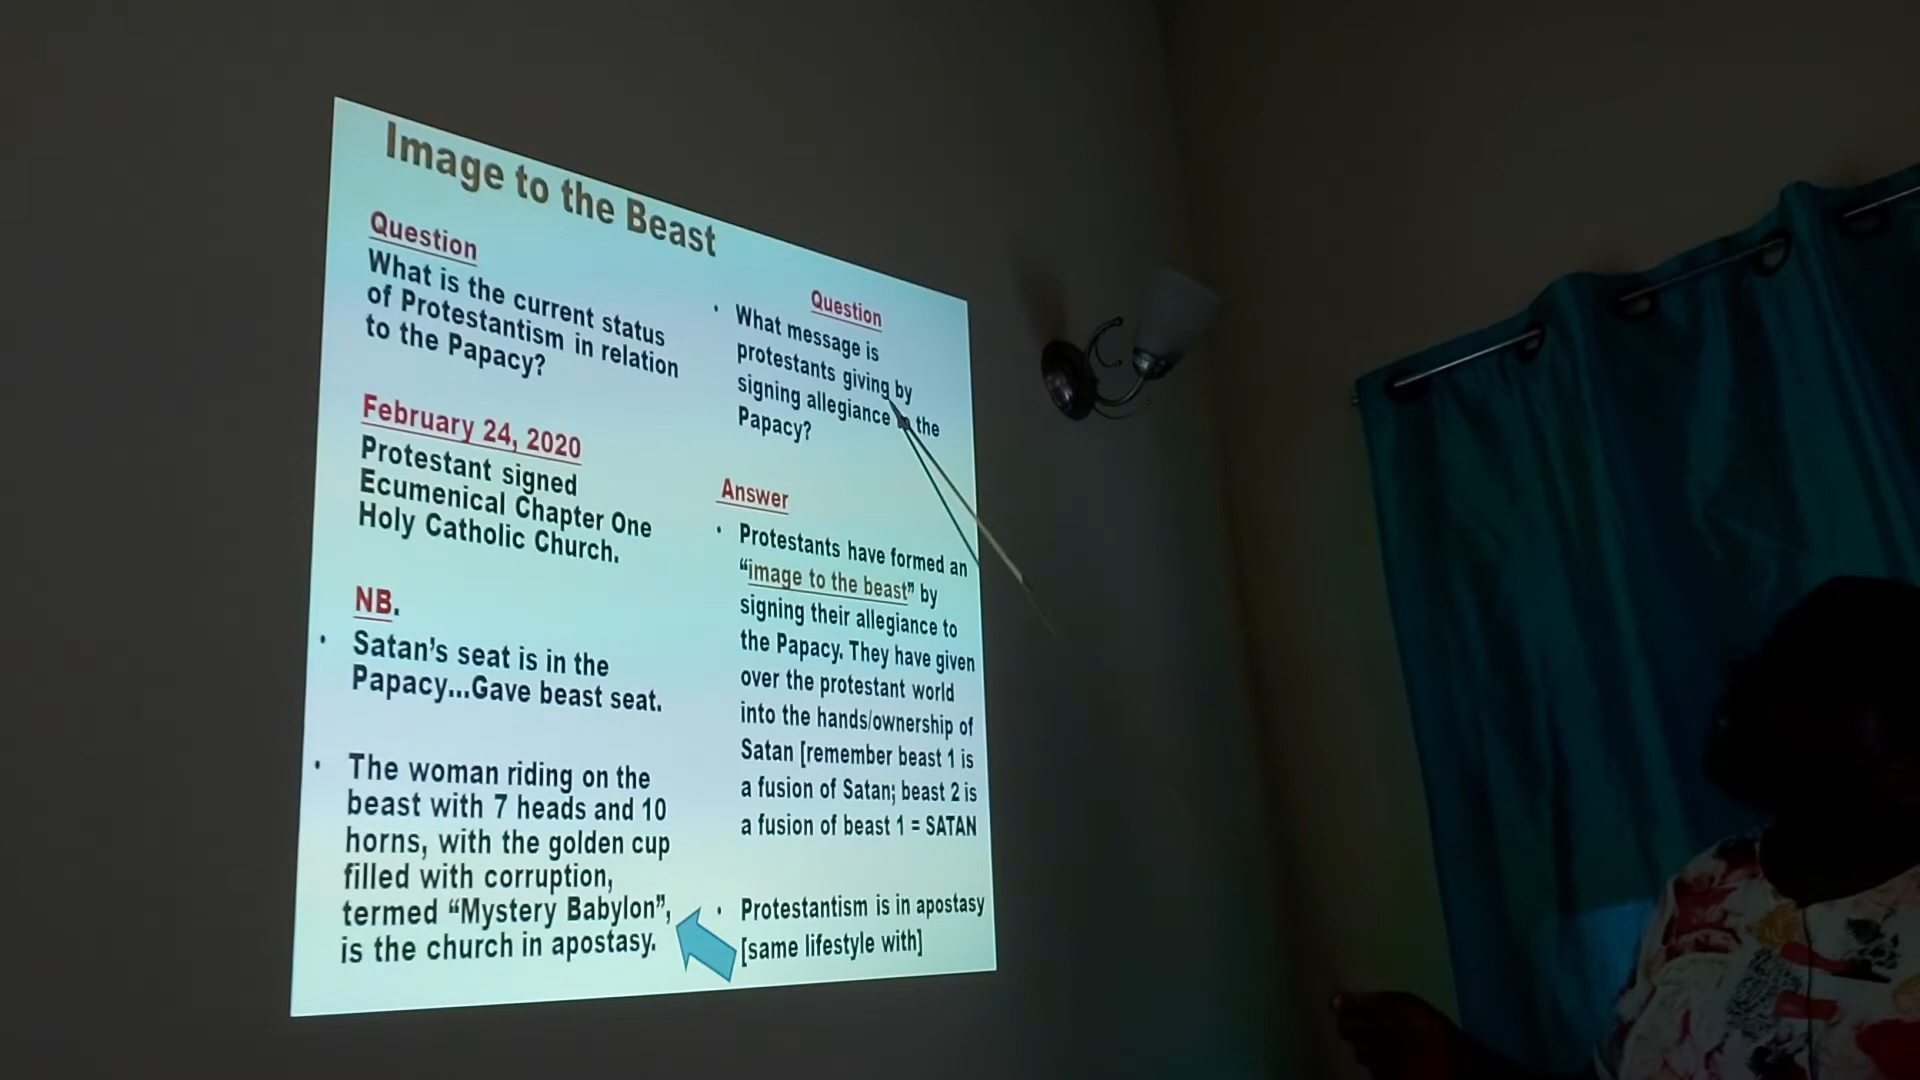 Image to the Beast
Question
What is the current status
of Protestantism in relation
to the Papacy?
February 24, 2020
Protestant signed
Ecumenical Chapter One
Holy Catholic Church.
NB.
• Satan's seat is in the
Papacy...Gave beast seat.
• The woman riding on the
beast with 7 heads and 10
horns, with the golden cup
filled with corruption,
termed “Mystery Babylon”,
is the church in apostasy.
Question
• What message is
protestants giving by
signing allegiance the
Papacy?
Answer
• Protestants have formed an
“image to the beast” by
signing their allegiance to
the Papacy. They have given
over the protestant world
into the hands/ownership of
Satan [remember beast 1 is
a fusion of Satan; beast 2 is
a fusion of beast 1 = SATAN
• Protestantism is in apostasy
[same lifestyle with]